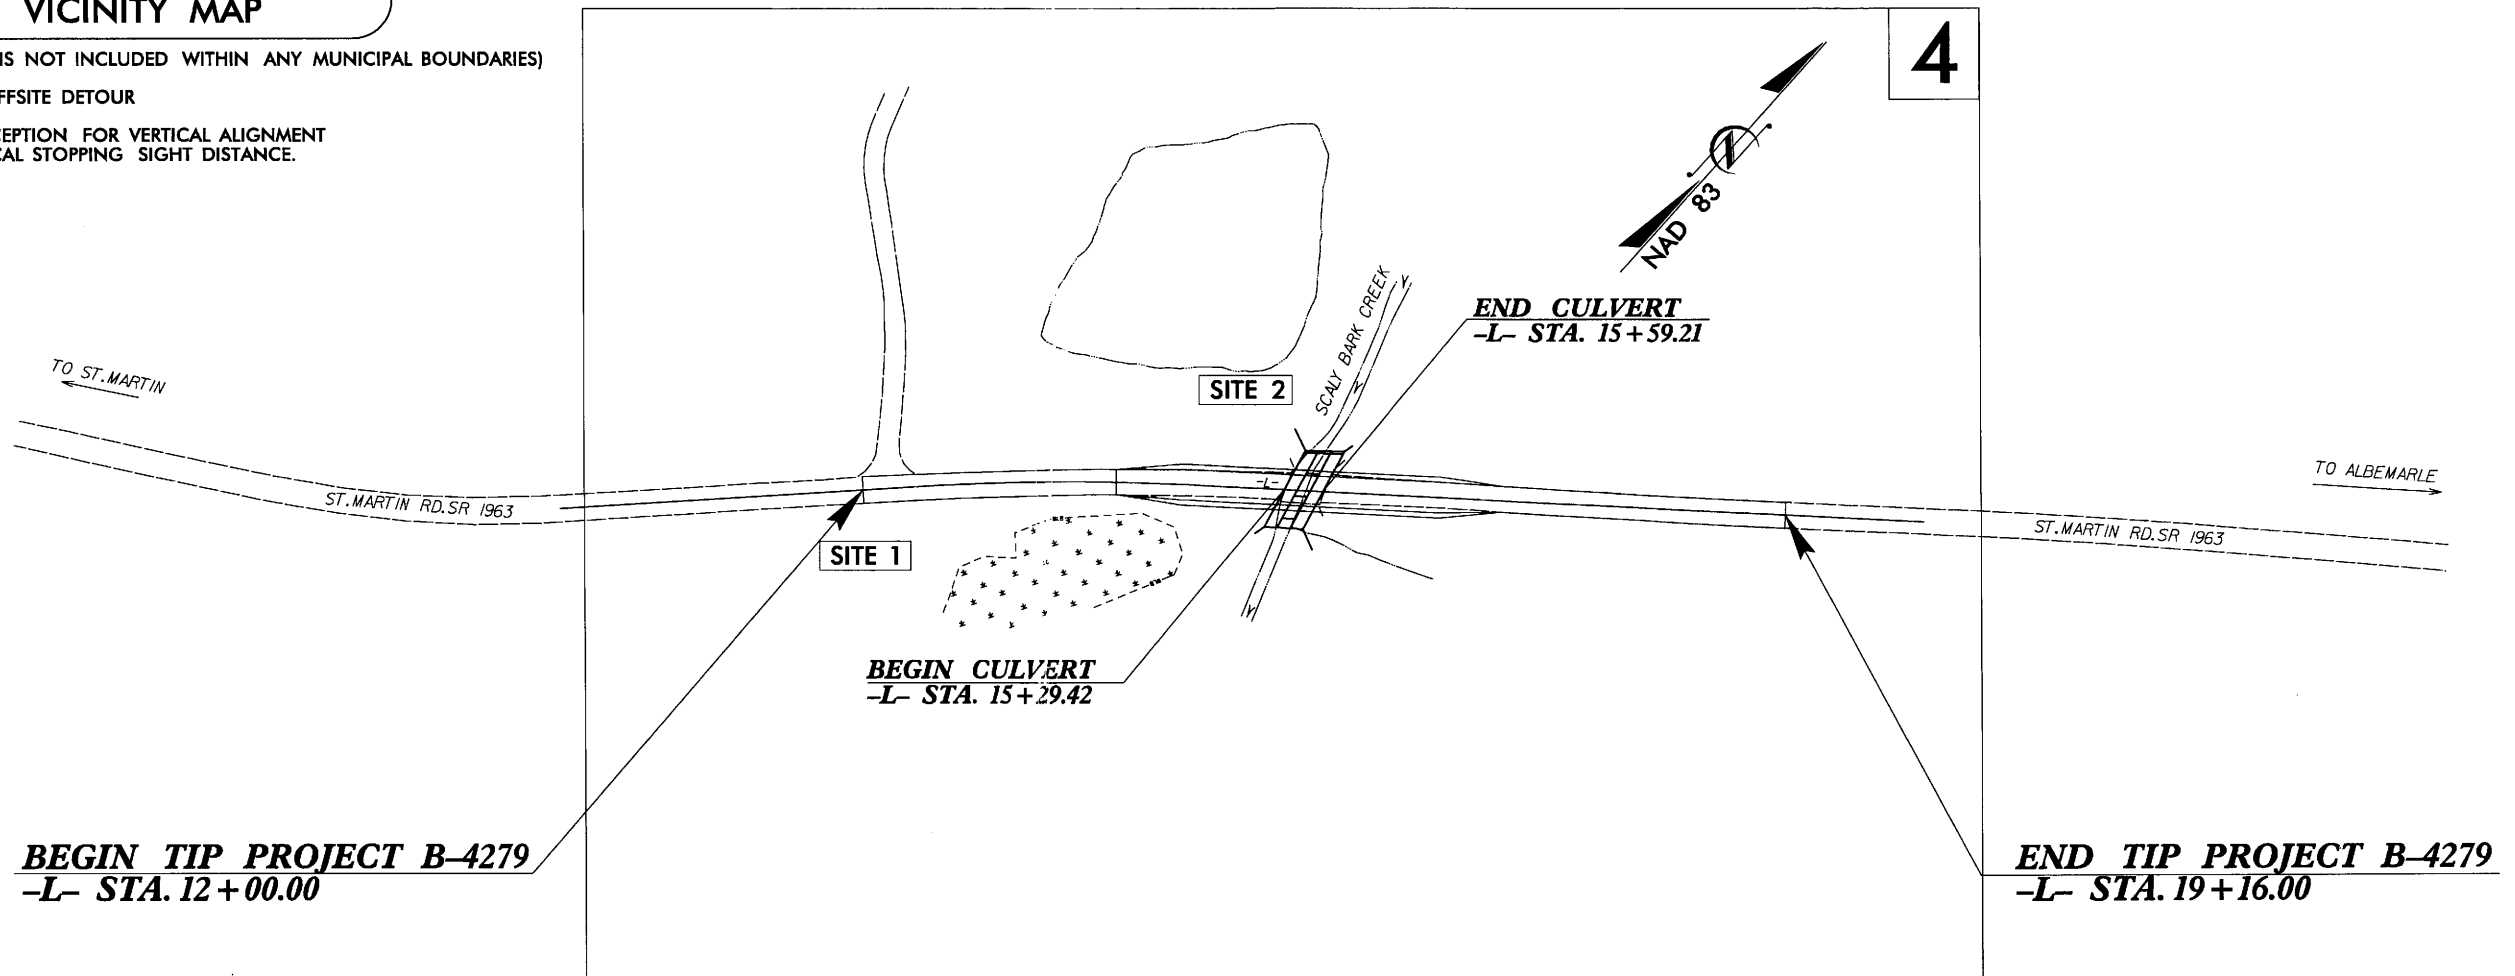 VICINITY MAP
IS NOT INCLUDED WITHIN ANY MUNICIPAL BOUNDARIES)
OFFSITE DETOUR
CEPTION FOR VERTICAL ALIGNMENT
CAL STOPPING SIGHT DISTANCE.
4
NAD 83
END CULVERT
-L- STA. 15+59.21
SCALY BARK CREEK
TO ST.MARTIN
SITE 2
TO ALBEMARLE
-L-
ST.MARTIN RD.SR 1963
ST.MARTIN RD.SR 1963
SITE 1
BEGIN CULVERT
-L- STA. 15+29.42
BEGIN TIP PROJECT B-4279
-L- STA. 12+00.00
END TIP PROJECT B-4279
-L- STA. 19+16.00